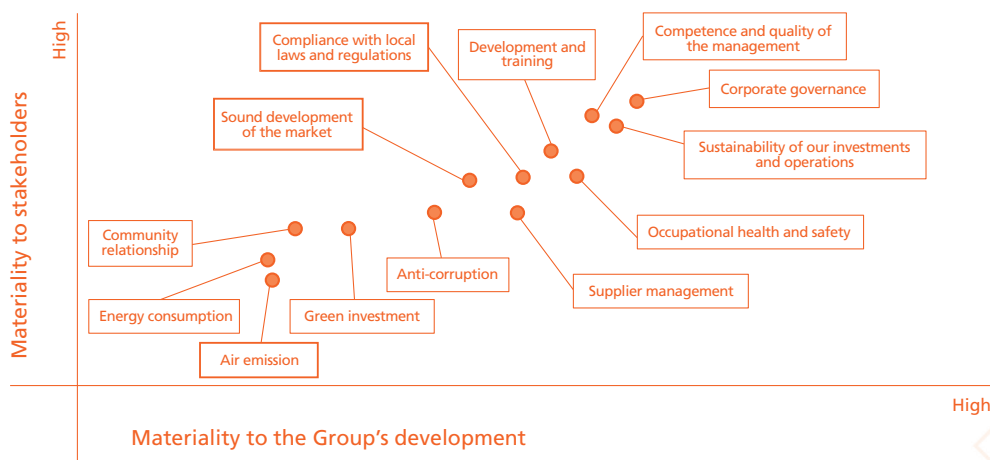 High
Materiality to stakeholders
Compliance with local
laws and regulations
Development and
training
Competence and quality of
the management
Corporate governance
Sound development
of the market
Sustainability of our investments
and operations
Community
relationship
Occupational health and safety
Anti-corruption
Supplier management
Energy consumption
Green investment
Air emission
High
Materiality to the Group's development